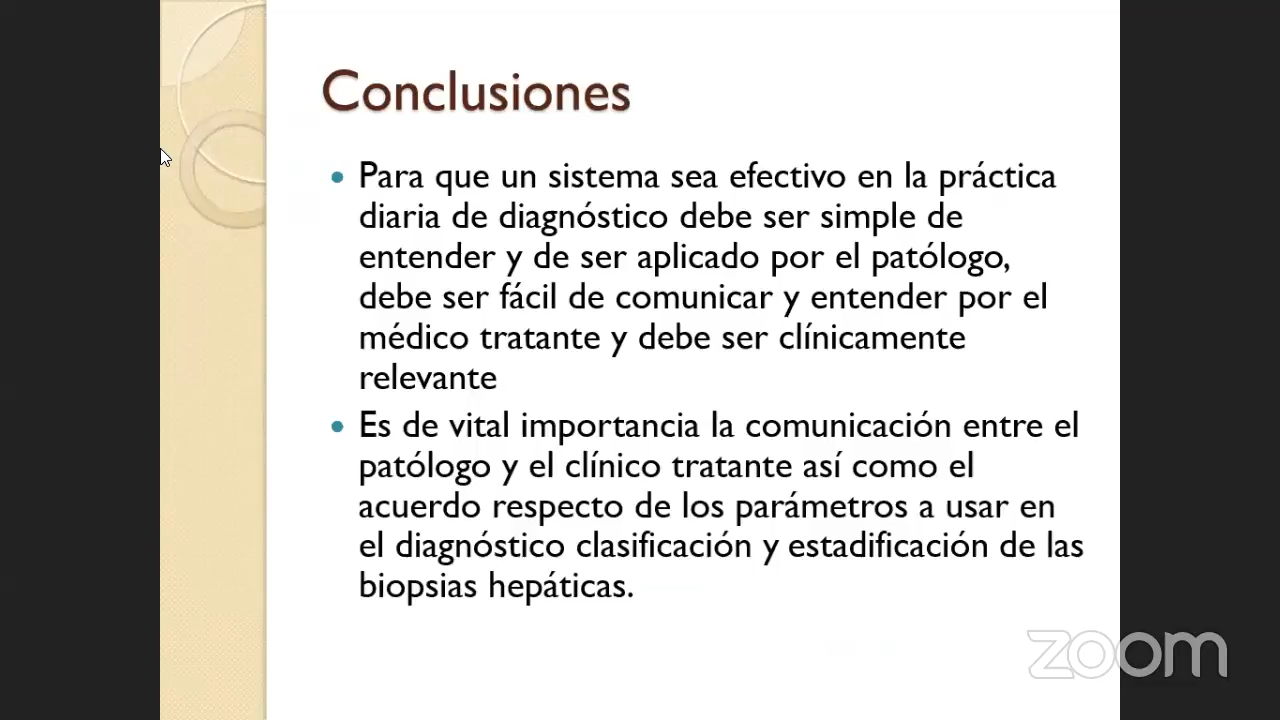 Conclusiones
• Para que un sistema sea efectivo en la práctica
diaria de diagnóstico debe ser simple de
entender y de ser aplicado por el patólogo,
debe ser fácil de comunicar y entender por el
médico tratante y debe ser clínicamente
relevante
• Es de vital importancia la comunicación entre el
patólogo y el clínico tratante así como el
acuerdo respecto de los parámetros a usar en
el diagnóstico clasificación y estadificación de las
biopsias hepáticas.
zoom